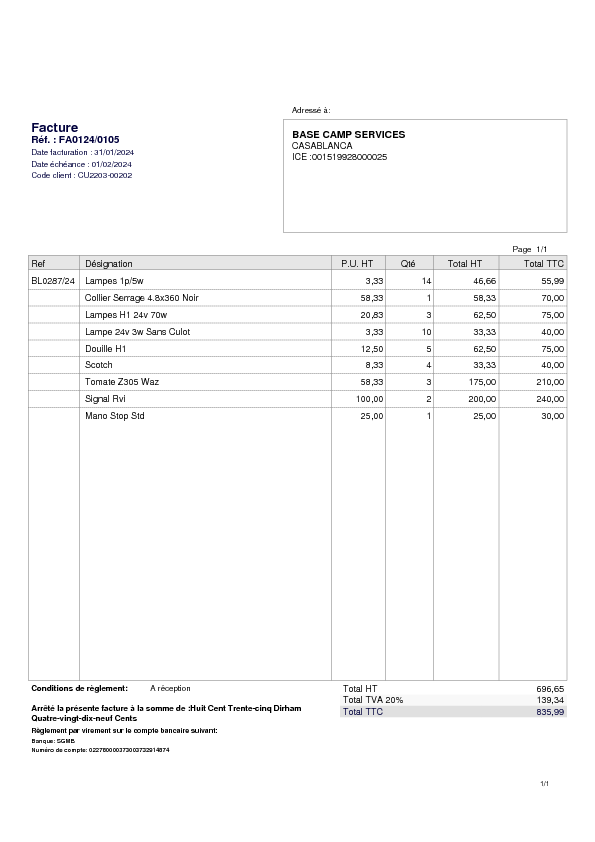 Adressé à:
Facture
Réf. : FA0124/0105
Date facturation : 31/01/2024
Date échéance : 01/02/2024
Code client : CU2203-00202
BASE CAMP SERVICES
CASABLANCA
ICE :001519928000025
Page 1/1
Ref Désignation P.U. HT Qté Total HT Total TTC
BL0287/24 Lampes 1p/5w 3,33 14 46,66 55,99
Collier Serrage 4.8x360 Noir 58,33 1 58,33 70,00
Lampes H1 24v 70w 20,83 3 62,50 75,00
Lampe 24v 3w Sans Culot 3,33 10 33,33 40,00
Douille H1 12,50 5 62,50 75,00
Scotch 8,33 4 33,33 40,00
Tomate Z305 Waz 58,33 3 175,00 210,00
Signal Rvi 100,00 2 200,00 240,00
Mano Stop Std 25,00 1 25,00 30,00
Conditions de règlement: A réception
Total HT 696,65
Total TVA 20% 139,34
Total TTC 835,99
Arrêté la présente facture à la somme de :Huit Cent Trente-cinq Dirham
Quatre-vingt-dix-neuf Cents
Règlement par virement sur le compte bancaire suivant:
Banque: SGMB
Numéro de compte:
1/1